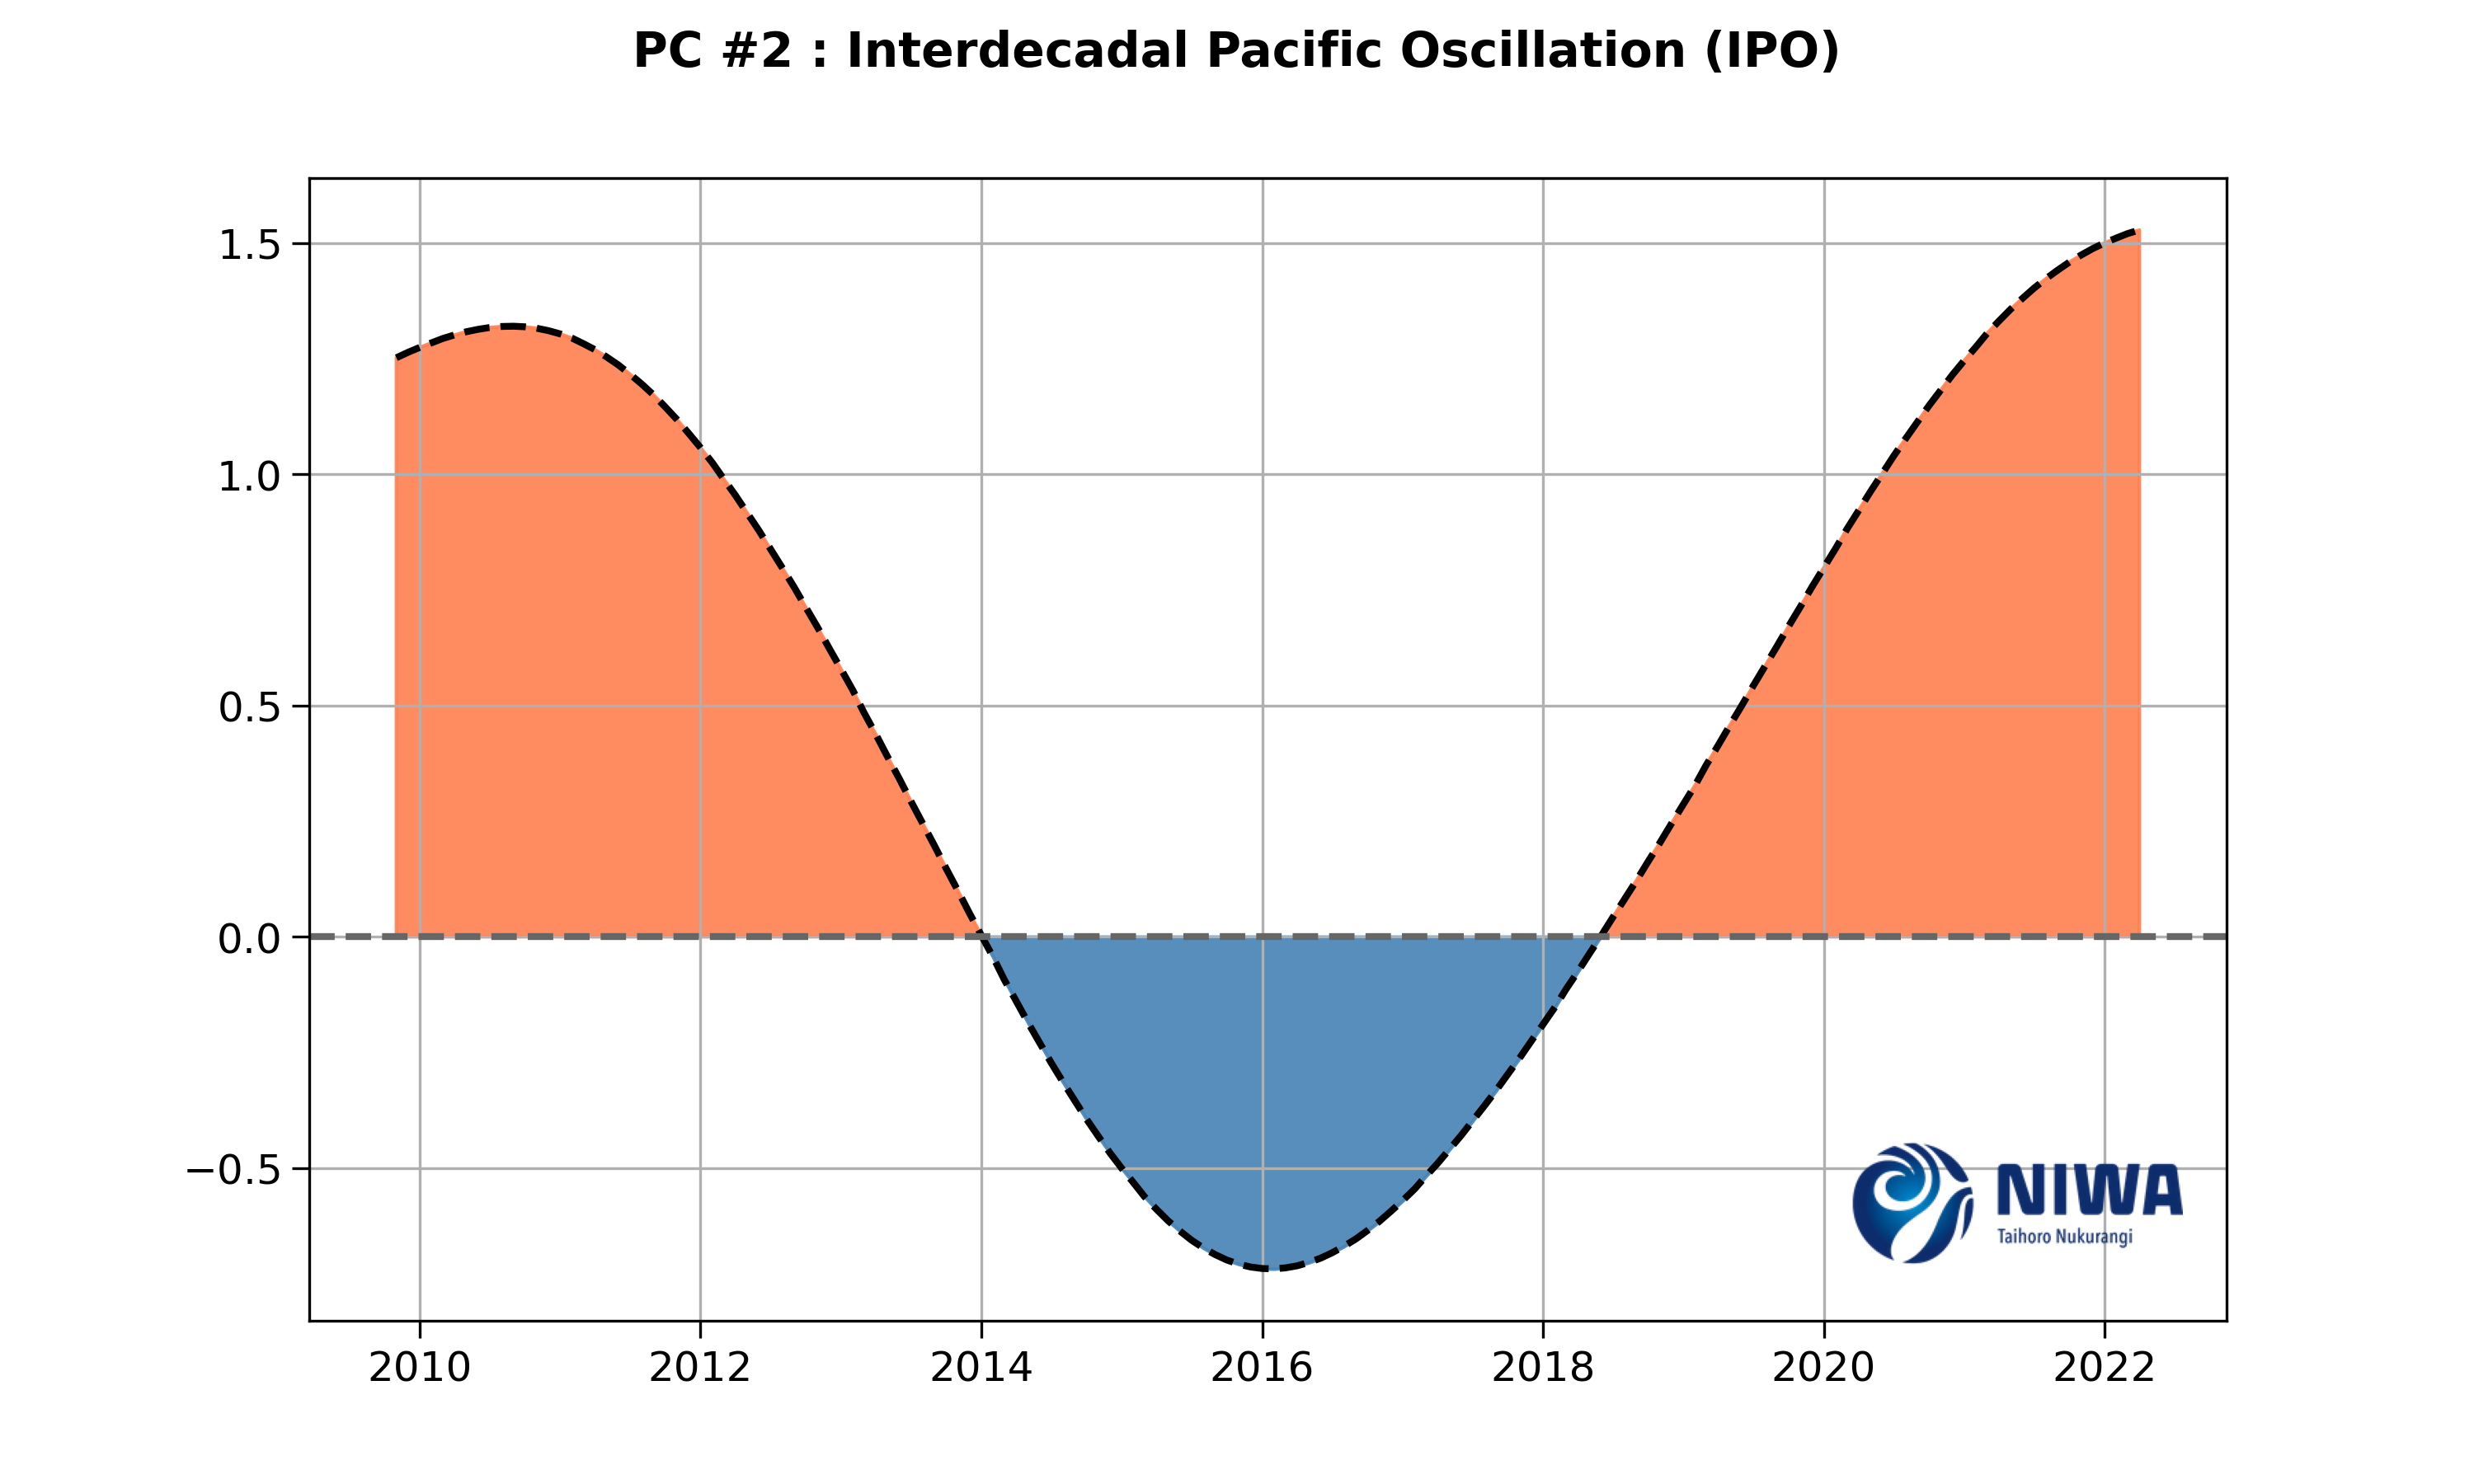 PC #2 : Interdecadal Pacific Oscillation (IPO)
1.5
1.0
0.5
0.0
−0.5
NIWA
Taihoro Nukurangi
2010 2012 2014 2016 2018 2020 2022